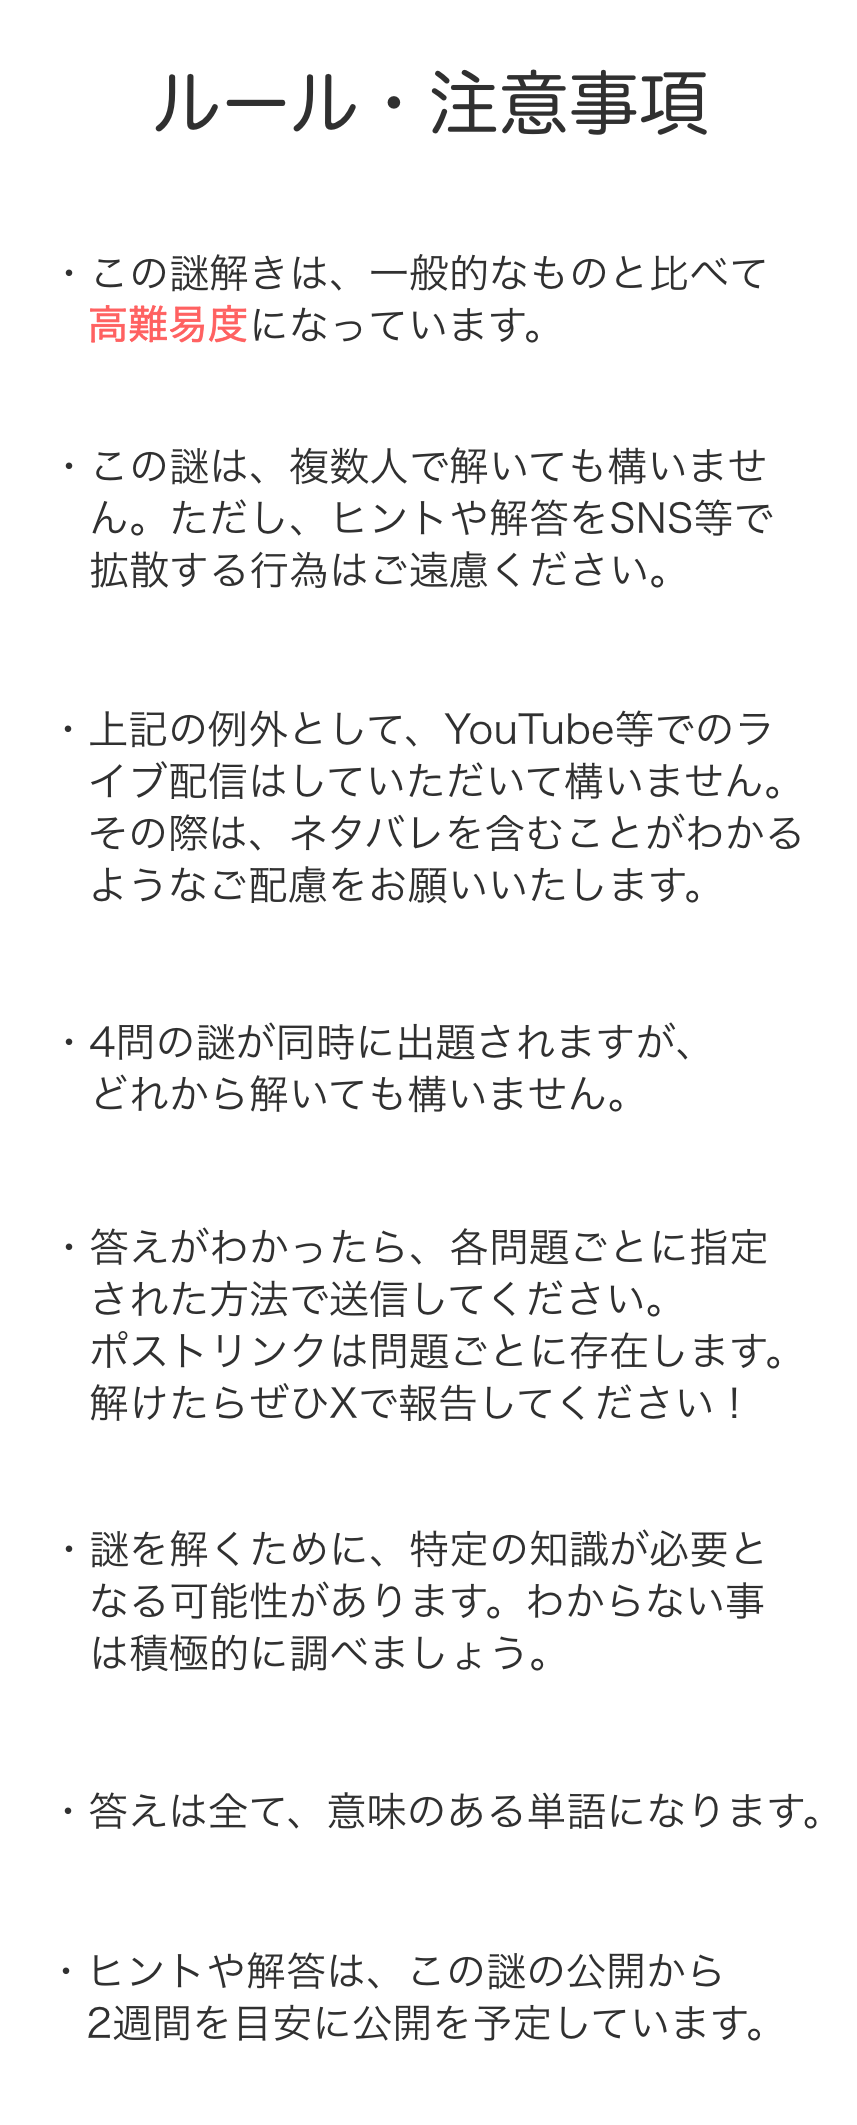 ルール・注意事項
・この謎解きは、一般的なものと比べて
高難易度になっています。
・この謎は、複数人で解いても構いませ
ん。ただし、ヒントや解答をSNS等で
拡散する行為はご遠慮ください。
・上記の例外として、YouTube等でのラ
イブ配信はしていただいて構いません。
その際は、ネタバレを含むことがわかる
ようなご配慮をお願いいたします。
・4問の謎が同時に出題されますが、
どれから解いても構いません。
・答えがわかったら、各問題ごとに指定
された方法で送信してください。
ポストリンクは問題ごとに存在します。
解けたらぜひXで報告してください！
・謎を解くために、特定の知識が必要と
なる可能性があります。わからない事
は積極的に調べましょう。
・答えは全て、意味のある単語になります。
・ヒントや解答は、この謎の公開から
2週間を目安に公開を予定しています。